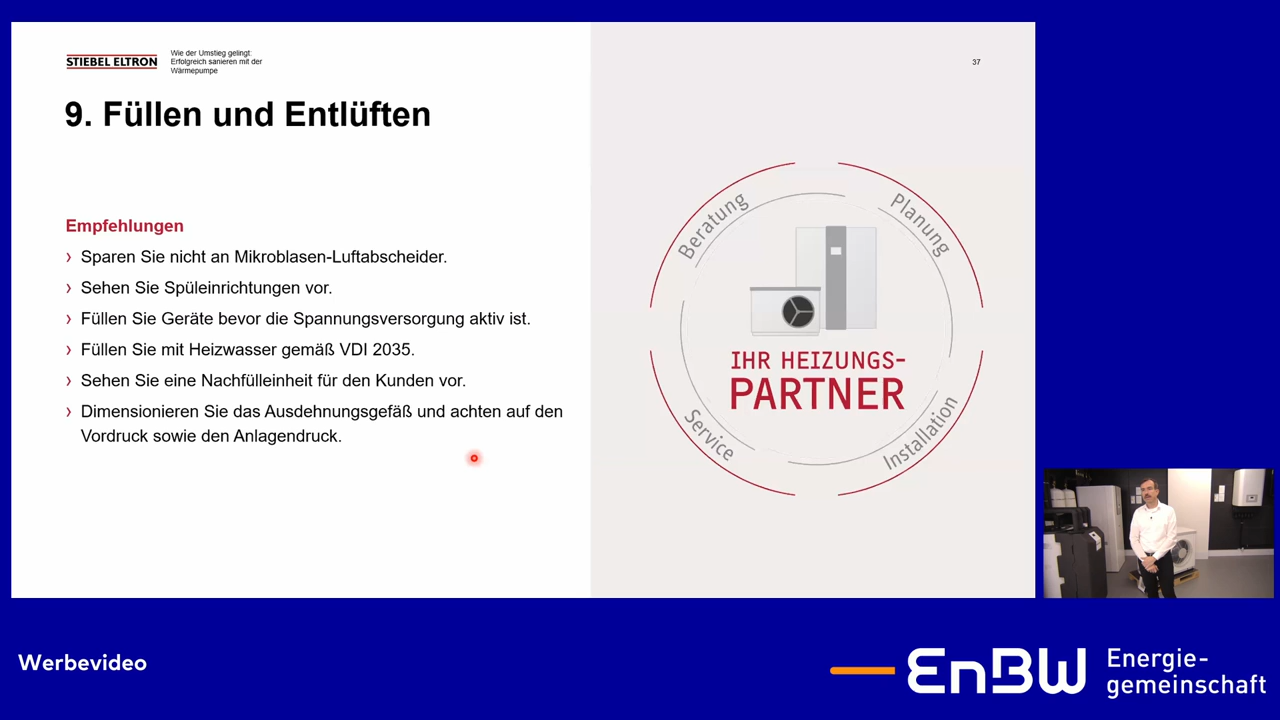 STIEBEL ELTRON
Wie der Umstieg gelingt:
Erfolgreich sanieren mit der
Wärmepumpe
37
9. Füllen und Entlüften
Empfehlungen
› Sparen Sie nicht an Mikroblasen-Luftabscheider.
› Sehen Sie Spüleinrichtungen vor.
› Füllen Sie Geräte bevor die Spannungsversorgung aktiv ist.
› Füllen Sie mit Heizwasser gemäß VDI 2035.
› Sehen Sie eine Nachfülleinheit für den Kunden vor.
› Dimensionieren Sie das Ausdehnungsgefäß und achten auf den
Vordruck sowie den Anlagendruck.
Beratung
Planung
IHR HEIZUNGS-
PARTNER
Service
Installation
Werbevideo
EnBW
Energie-
gemeinschaft